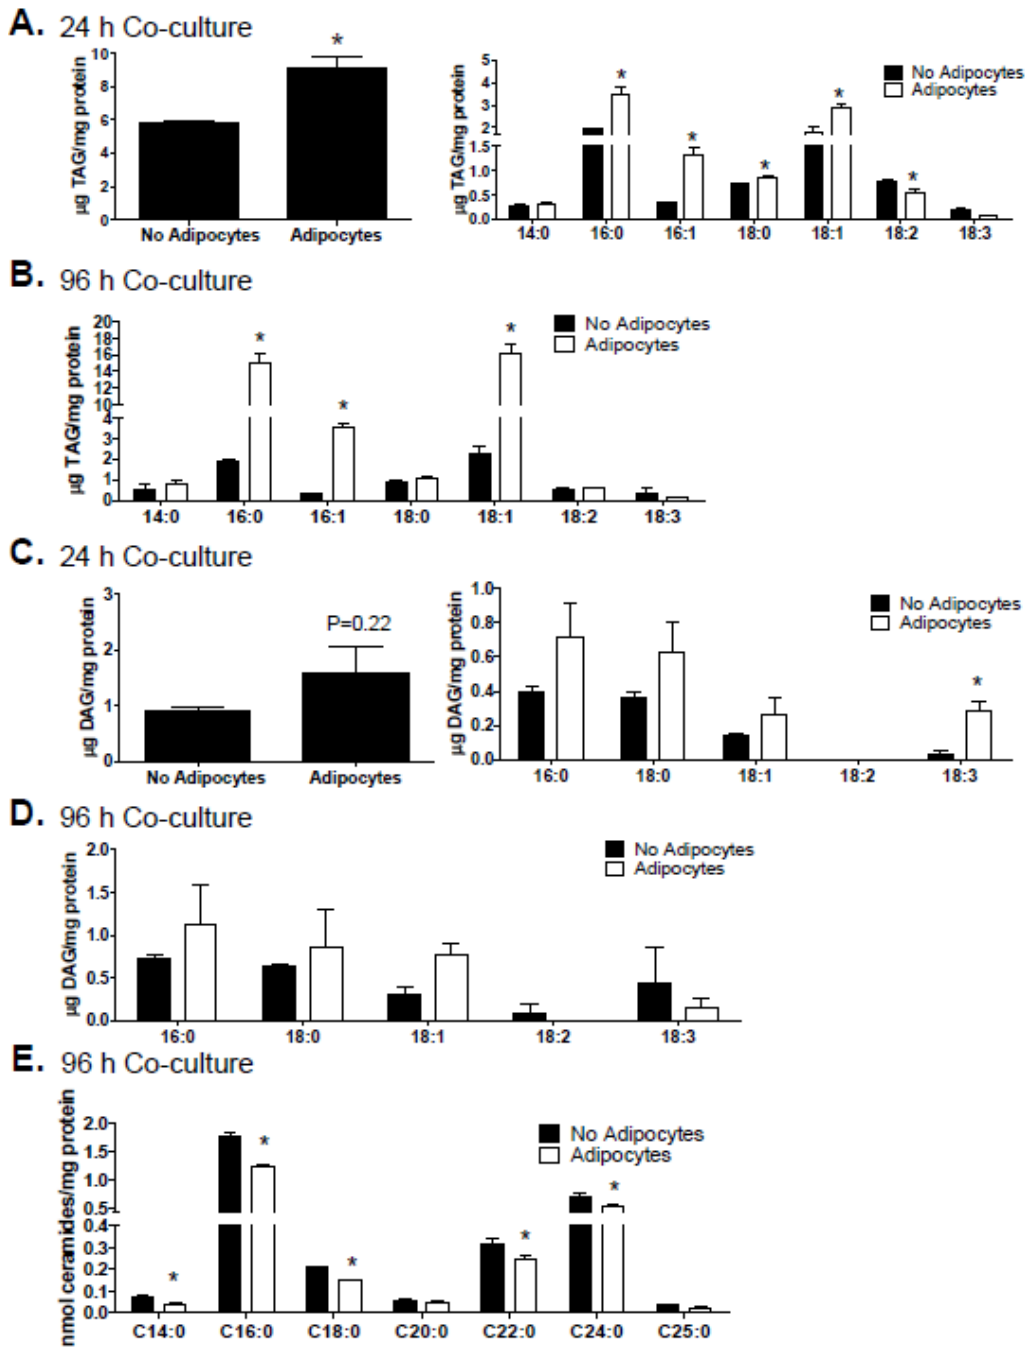 A. 24 h Co-culture
µg TAG/mg protein
10
8
6
4
2
0
*
No Adipocytes Adipocytes
µg TAG/mg protein
5
4
3
2
1.5
1.0
0.5
0.0
* * * * *
No Adipocytes
Adipocytes
14:0 16:0 16:1 18:0 18:1 18:2 18:3
B. 96 h Co-culture
µg TAG/mg protein
20
18
16
14
12
10
4
3
2
1
0
* * *
No Adipocytes
Adipocytes
14:0 16:0 16:1 18:0 18:1 18:2 18:3
C. 24 h Co-culture
µg DAG/mg protein
3
2
1
0
P=0.22
No Adipocytes Adipocytes
µg DAG/mg protein
1.0
0.8
0.6
0.4
0.2
0.0
*
No Adipocytes
Adipocytes
16:0 18:0 18:1 18:2 18:3
D. 96 h Co-culture
µg DAG/mg protein
2.0
1.5
1.0
0.5
0.0
No Adipocytes
Adipocytes
16:0 18:0 18:1 18:2 18:3
E. 96 h Co-culture
nmol ceramides/mg protein
2.0
1.5
1.0
0.5
0.4
0.3
0.2
0.1
0.0
* * * * *
No Adipocytes
Adipocytes
C14:0 C16:0 C18:0 C20:0 C22:0 C24:0 C25:0